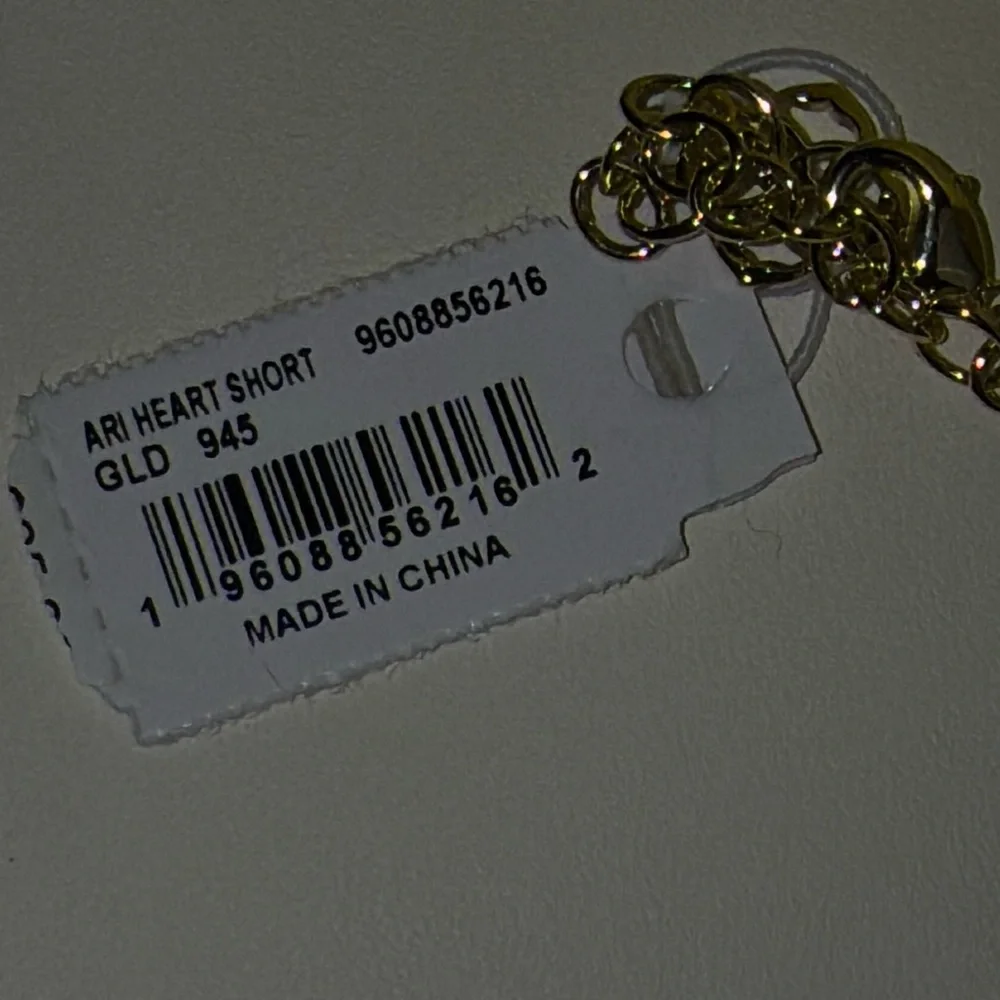 ARI HEART SHORT 9608856216
GLD 945
1 96088 56216 2
MADE IN CHINA